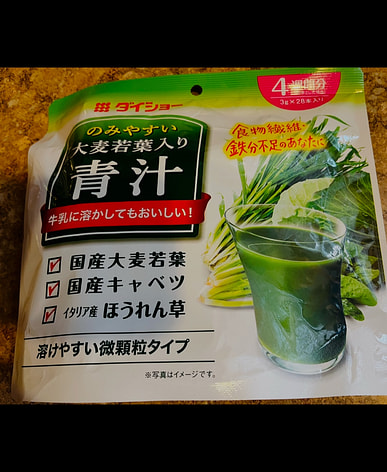 ダイショー
4週間分
3g×28本入り
のみやすい
大麦若葉入り
青汁
牛乳に溶かしてもおいしい!
食物繊維・
鉄分不足のあなたに
国産大麦若葉
国産キャベツ
イタリア産 ほうれん草
溶けやすい微顆粒タイプ
※写真はイメージです。